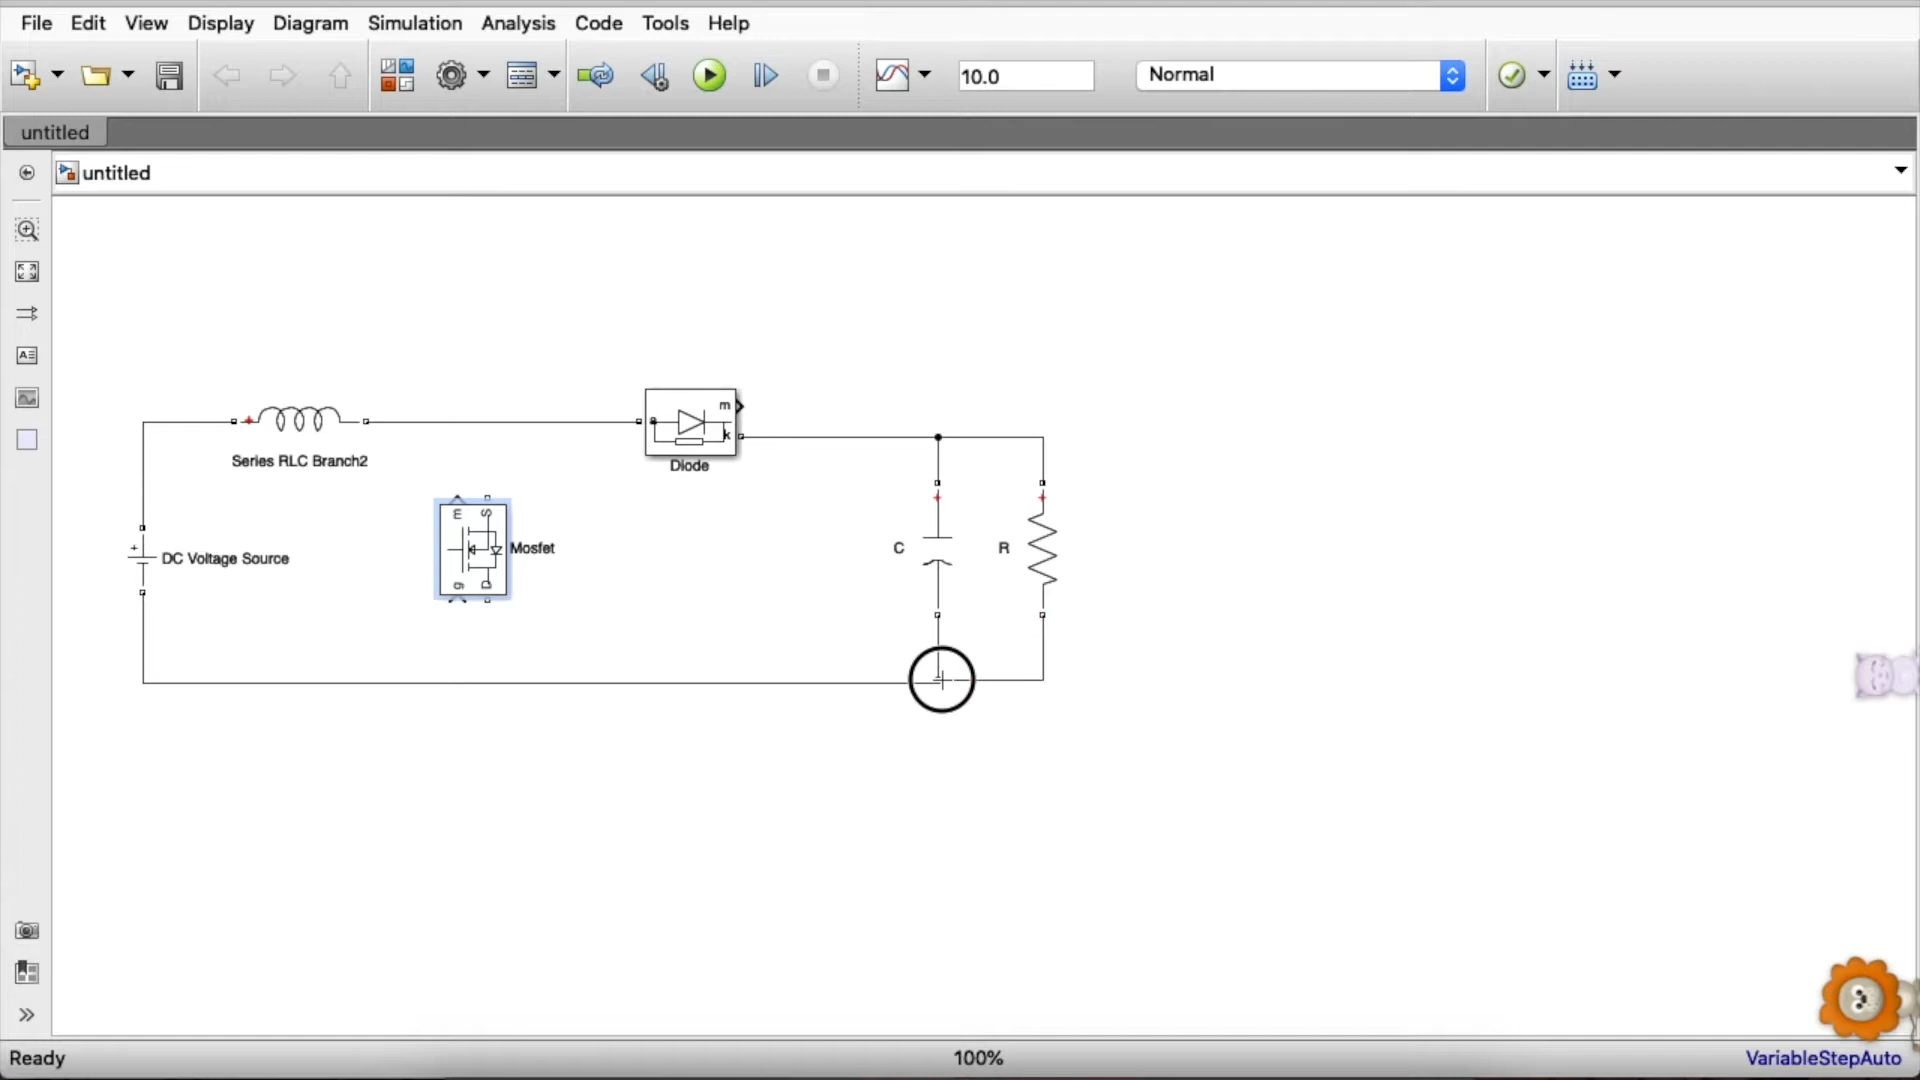 File Edit View Display Diagram Simulation Analysis Code Tools Help
10.0 Normal
untitled
untitled
m
k
Series RLC Branch2
Diode
m S
g D
Mosfet
DC Voltage Source
C
R
Ready 100% VariableStepAuto